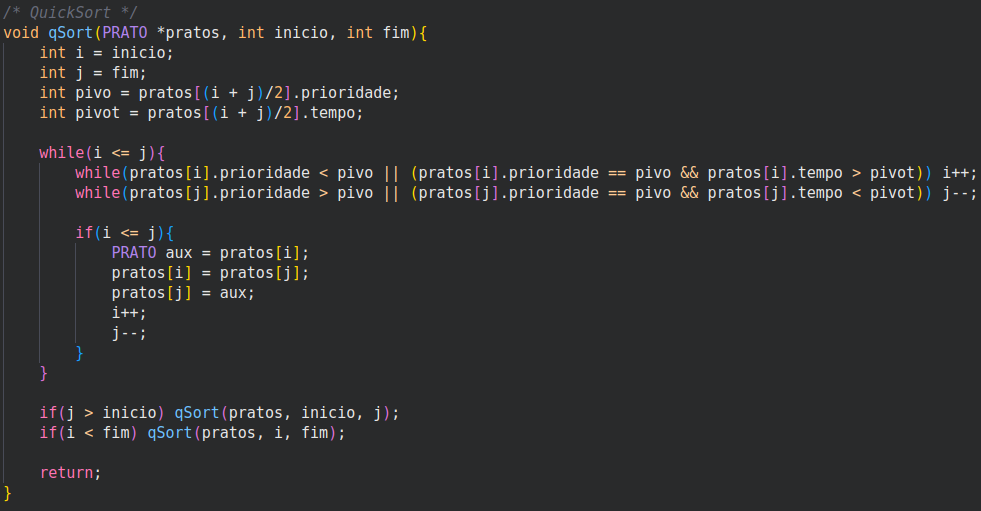 /* QuickSort */
void qSort(PRATO *pratos, int inicio, int fim){
    int i = inicio;
    int j = fim;
    int pivo = pratos[(i + j)/2].prioridade;
    int pivot = pratos[(i + j)/2].tempo;

    while(i <= j){
        while(pratos[i].prioridade < pivo || (pratos[i].prioridade == pivo && pratos[i].tempo > pivot)) i++;
        while(pratos[j].prioridade > pivo || (pratos[j].prioridade == pivo && pratos[j].tempo < pivot)) j--;

        if(i <= j){
            PRATO aux = pratos[i];
            pratos[i] = pratos[j];
            pratos[j] = aux;
            i++;
            j--;
        }
    }

    if(j > inicio) qSort(pratos, inicio, j);
    if(i < fim) qSort(pratos, i, fim);

    return;
}